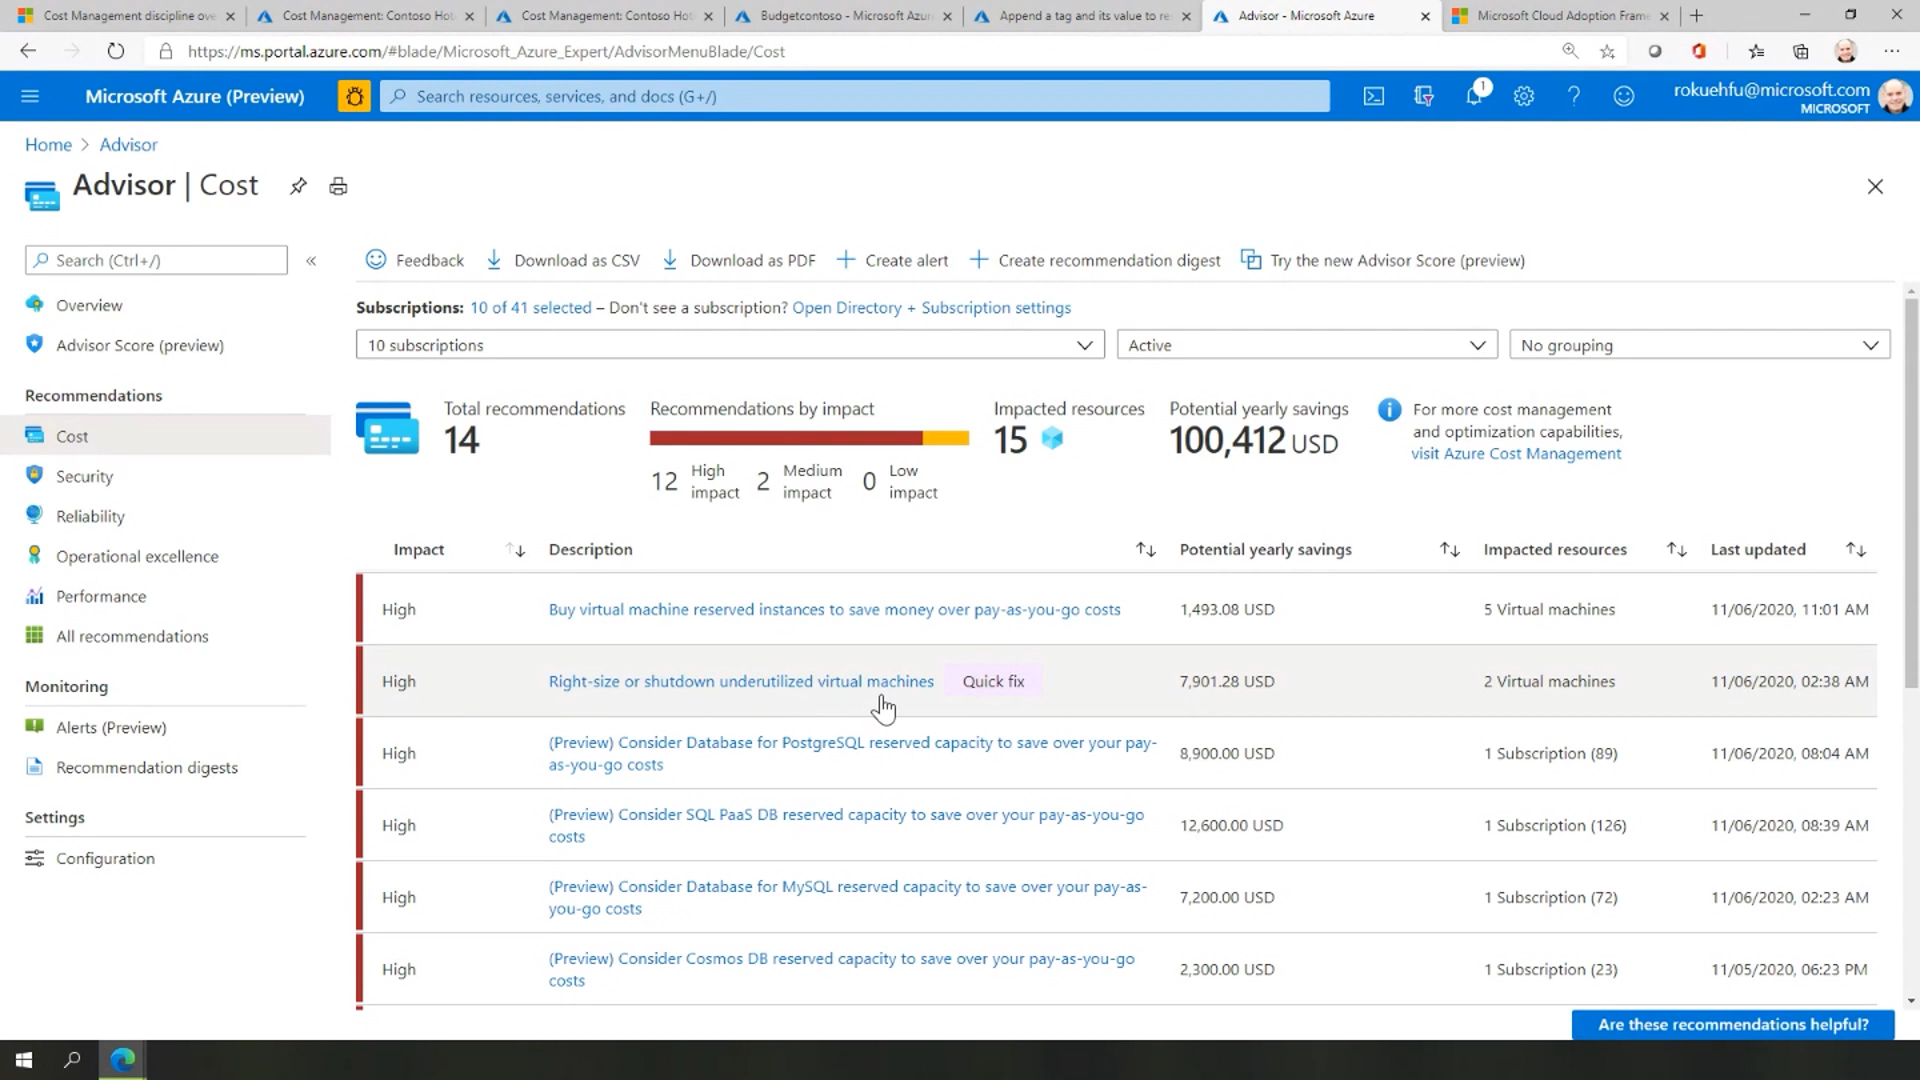 Cost Management discipline ove
Cost Management: Contoso Hot
Cost Management: Contoso Hot
Budgetcontoso - Microsoft Azur
Append a tag and its value to re
Advisor - Microsoft Azure
Microsoft Cloud Adoption Frame
https://ms.portal.azure.com/#blade/Microsoft_Azure_Expert/AdvisorMenuBlade/Cost
Microsoft Azure (Preview)
Search resources, services, and docs (G+/)
1
rokuehfu@microsoft.com
MICROSOFT
Home > Advisor
Advisor | Cost
Search (Ctrl+/)
«
Overview
Advisor Score (preview)
Recommendations
Cost
Security
Reliability
Operational excellence
Performance
All recommendations
Monitoring
Alerts (Preview)
Recommendation digests
Settings
Configuration
Feedback Download as CSV Download as PDF Create alert Create recommendation digest Try the new Advisor Score (preview)
Subscriptions: 10 of 41 selected – Don't see a subscription? Open Directory + Subscription settings
10 subscriptions Active No grouping
Total recommendations
14
Recommendations by impact
12 High impact 2 Medium impact 0 Low impact
Impacted resources
15
Potential yearly savings
100,412 USD
For more cost management
and optimization capabilities,
visit Azure Cost Management
Impact Description Potential yearly savings Impacted resources Last updated
High Buy virtual machine reserved instances to save money over pay-as-you-go costs 1,493.08 USD 5 Virtual machines 11/06/2020, 11:01 AM
High Right-size or shutdown underutilized virtual machines Quick fix 7,901.28 USD 2 Virtual machines 11/06/2020, 02:38 AM
High (Preview) Consider Database for PostgreSQL reserved capacity to save over your pay-
as-you-go costs 8,900.00 USD 1 Subscription (89) 11/06/2020, 08:04 AM
High (Preview) Consider SQL PaaS DB reserved capacity to save over your pay-as-you-go
costs 12,600.00 USD 1 Subscription (126) 11/06/2020, 08:39 AM
High (Preview) Consider Database for MySQL reserved capacity to save over your pay-as-
you-go costs 7,200.00 USD 1 Subscription (72) 11/06/2020, 02:23 AM
High (Preview) Consider Cosmos DB reserved capacity to save over your pay-as-you-go
costs 2,300.00 USD 1 Subscription (23) 11/05/2020, 06:23 PM
Are these recommendations helpful?